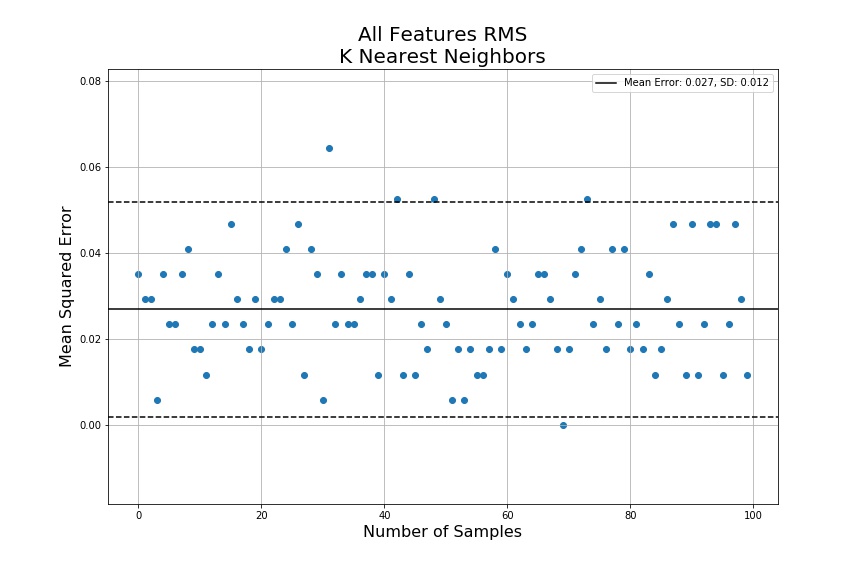 All Features RMS
K Nearest Neighbors
Mean Error: 0.027, SD: 0.012
0.08
0.06
0.04
0.02
0.00
Mean Squared Error
0 20 40 60 80 100
Number of Samples